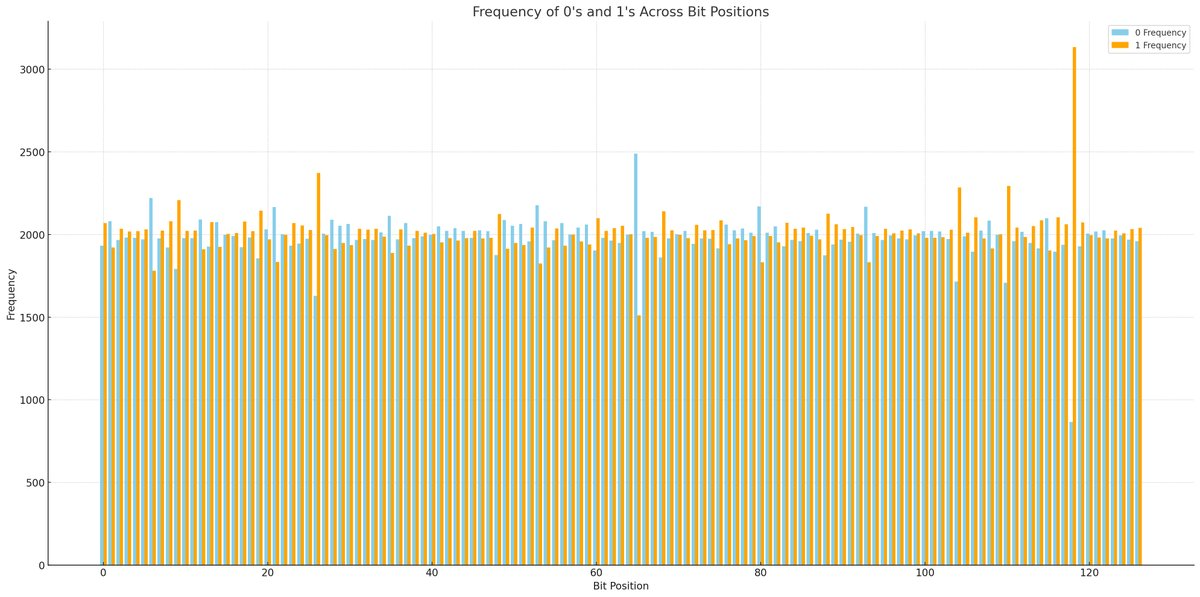 Frequency of 0's and 1's Across Bit Positions
0 Frequency
1 Frequency
Frequency
3000
2500
2000
1500
1000
500
0
0 20 40 60 80 100 120
Bit Position